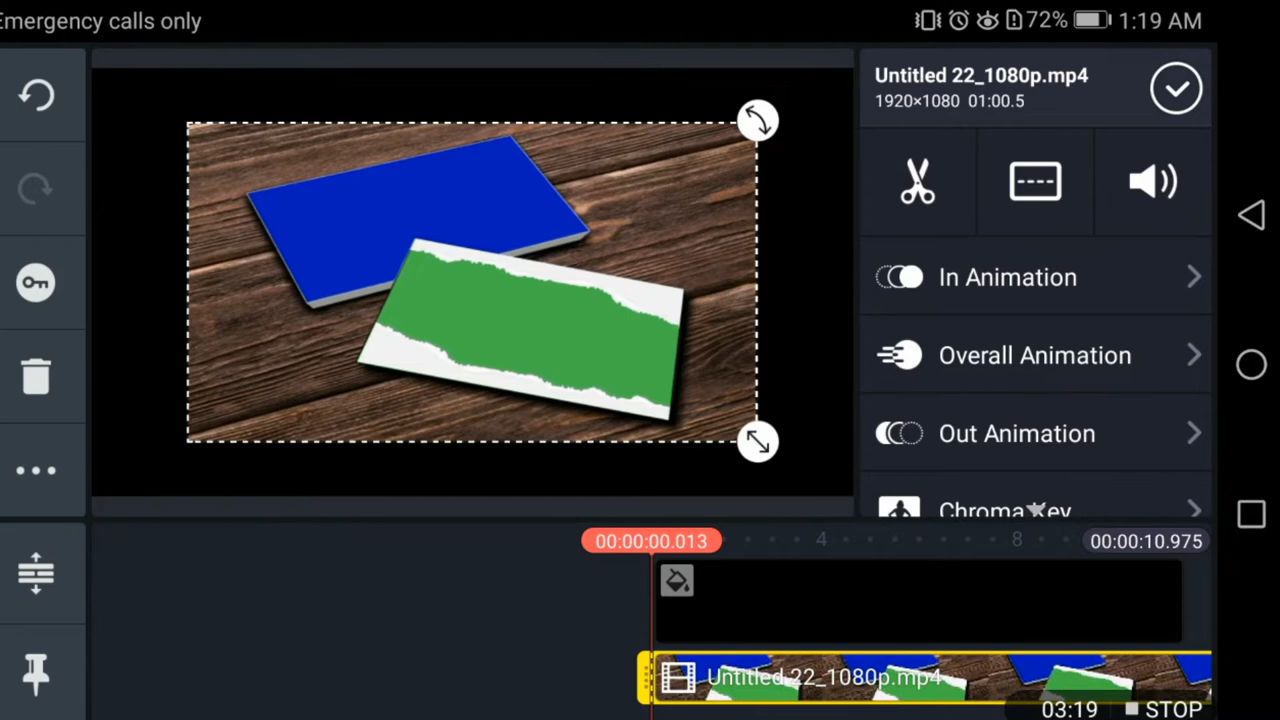 Emergency calls only
72% 1:19 AM
Untitled 22_1080p.mp4
1920×1080 01:00.5
In Animation
Overall Animation
Out Animation
Chroma Key
00:00:00.013
4
8
00:00:10.975
Untitled 22_1080p.mp4
03:19 STOP